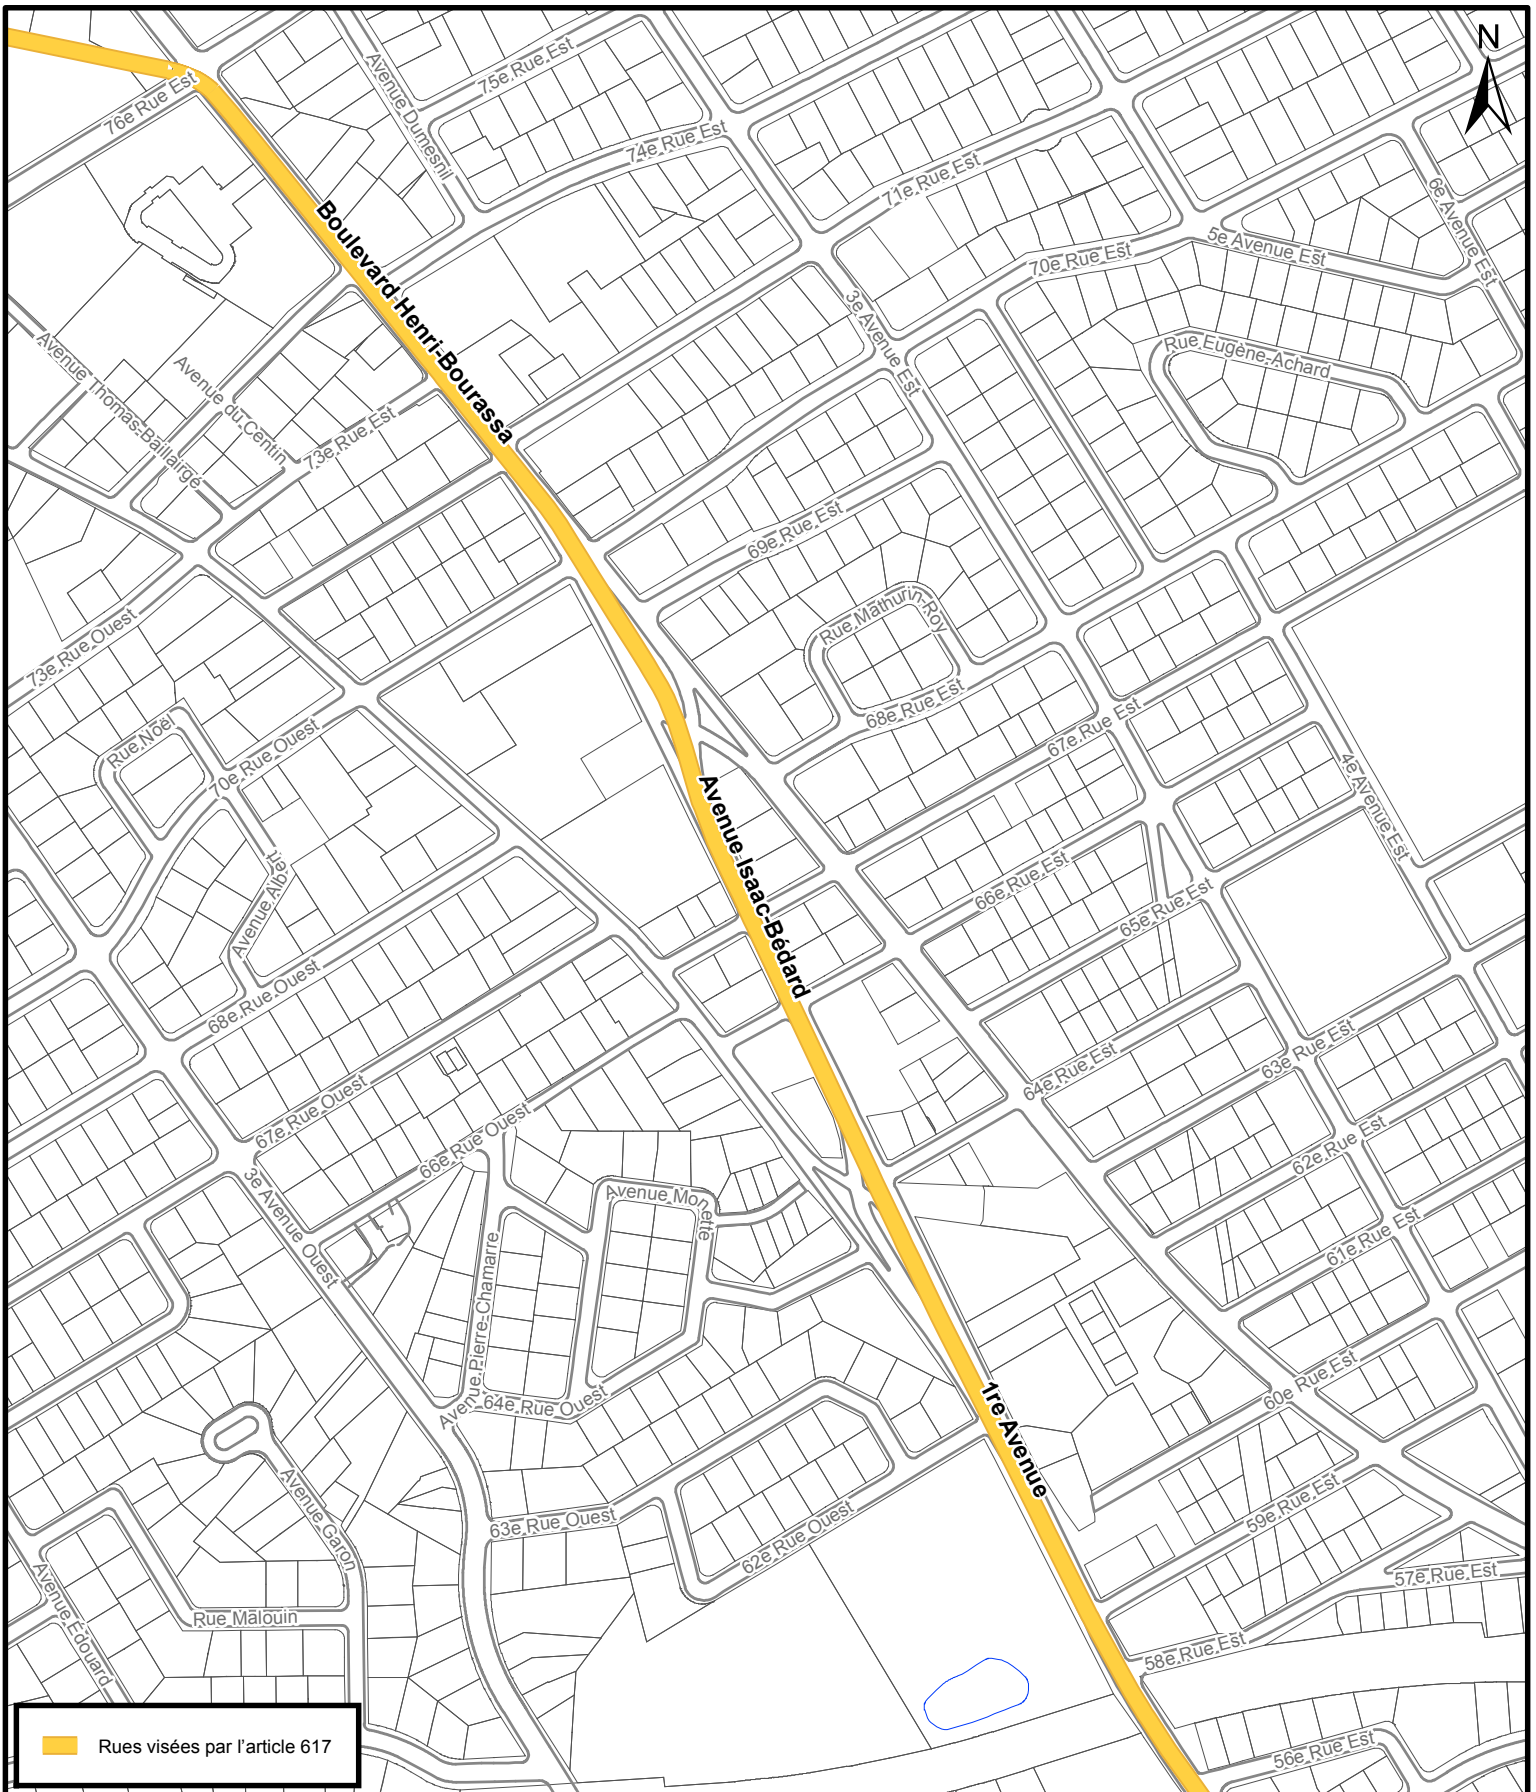 N
75e Rue Est
Avenue Dumesnil
76e Rue Est
74e Rue Est
71e Rue Est
6e Avenue Est
Boulevard Henri-Bourassa
5e Avenue Est
70e Rue Est
3e Avenue Est
Avenue Thomas-Baillairgé
Avenue du Centin
Rue Eugène-Achard
73e Rue Est
69e Rue Est
Rue Mathurin-Roy
73e Rue Ouest
68e Rue Est
67e Rue Est
Rue Noël
70e Rue Ouest
4e Avenue Est
Avenue Isaac-Bédard
Avenue Albert
66e Rue Est
65e Rue Est
68e Rue Ouest
64e Rue Est
63e Rue Est
67e Rue Ouest
66e Rue Ouest
62e Rue Est
3e Avenue Ouest
Avenue Monette
61e Rue Est
Avenue Pierre-Chamarre
64e Rue Ouest
60e Rue Est
1re Avenue
Avenue Garon
63e Rue Ouest
59e Rue Est
62e Rue Ouest
57e Rue Est
Avenue Édouard
Rue Malouin
58e Rue Est
Rues visées par l’article 617
56e Rue Est